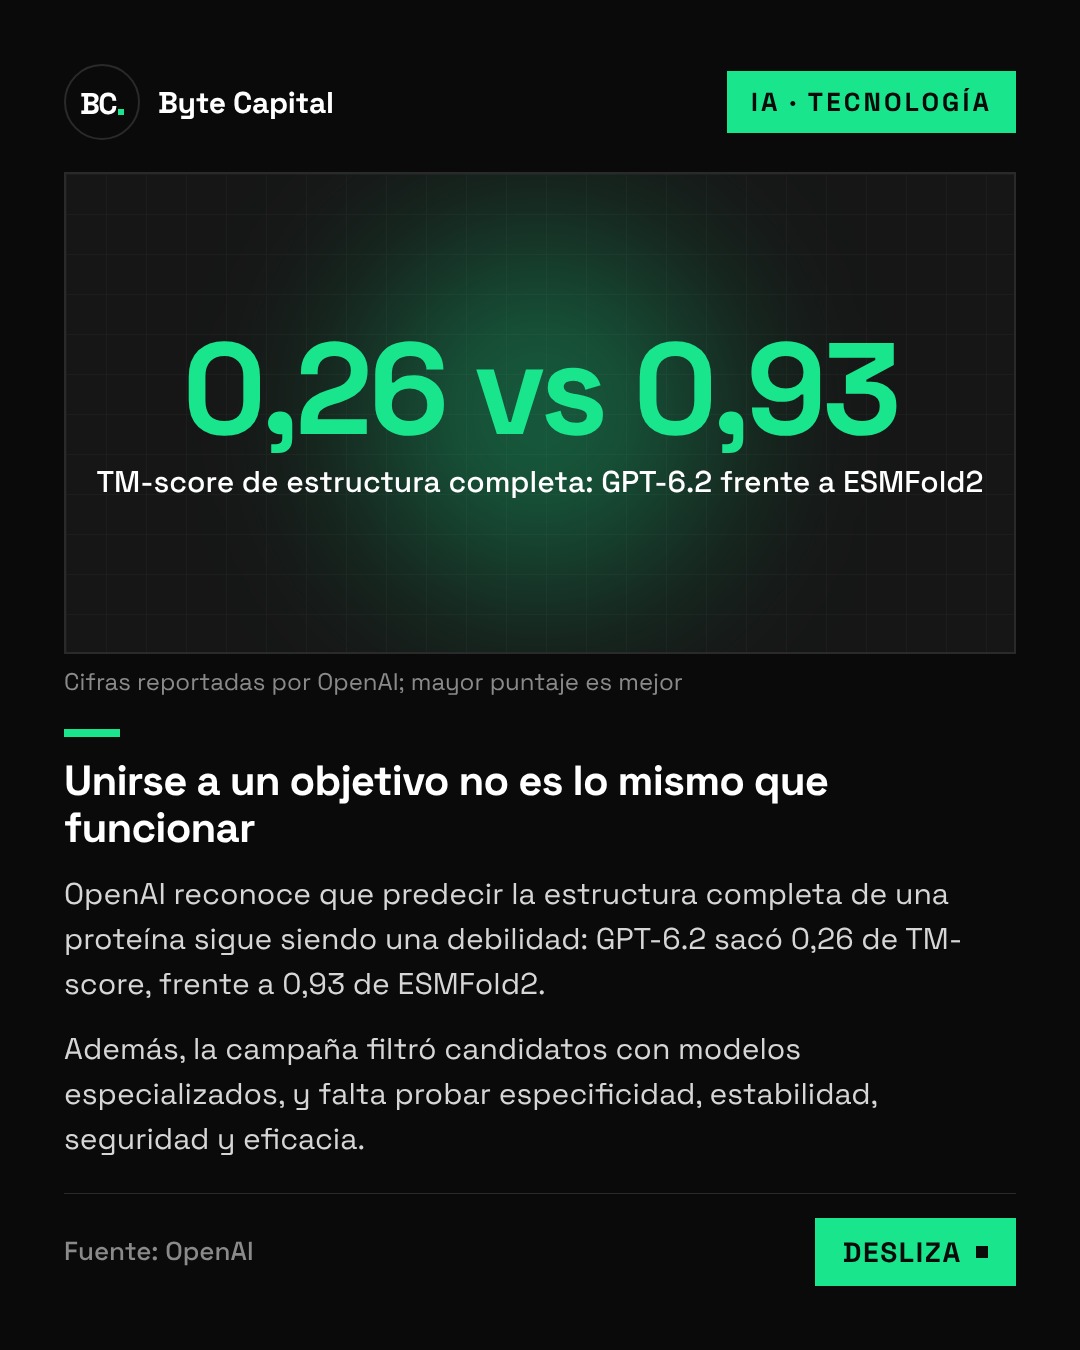 BC.
Byte Capital
IA · TECNOLOGÍA
0,26 vs 0,93
TM-score de estructura completa: GPT-6.2 frente a ESMFold2
Cifras reportadas por OpenAI; mayor puntaje es mejor
Unirse a un objetivo no es lo mismo que
funcionar
OpenAI reconoce que predecir la estructura completa de una
proteína sigue siendo una debilidad: GPT-6.2 sacó 0,26 de TM-
score, frente a 0,93 de ESMFold2.
Además, la campaña filtró candidatos con modelos
especializados, y falta probar especificidad, estabilidad,
seguridad y eficacia.
Fuente: OpenAI
DESLIZA